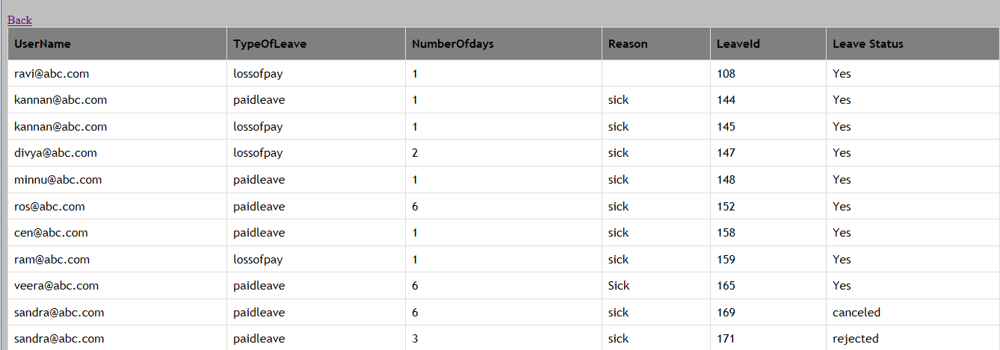 Back
UserName TypeOfLeave NumberOfdays Reason LeaveId Leave Status
ravi@abc.com lossofpay 1 108 Yes
kannan@abc.com paidleave 1 sick 144 Yes
kannan@abc.com lossofpay 1 sick 145 Yes
divya@abc.com lossofpay 2 sick 147 Yes
minnu@abc.com paidleave 1 sick 148 Yes
ros@abc.com paidleave 6 sick 152 Yes
cen@abc.com paidleave 1 sick 158 Yes
ram@abc.com lossofpay 1 sick 159 Yes
veera@abc.com paidleave 6 Sick 165 Yes
sandra@abc.com paidleave 6 sick 169 canceled
sandra@abc.com paidleave 3 sick 171 rejected